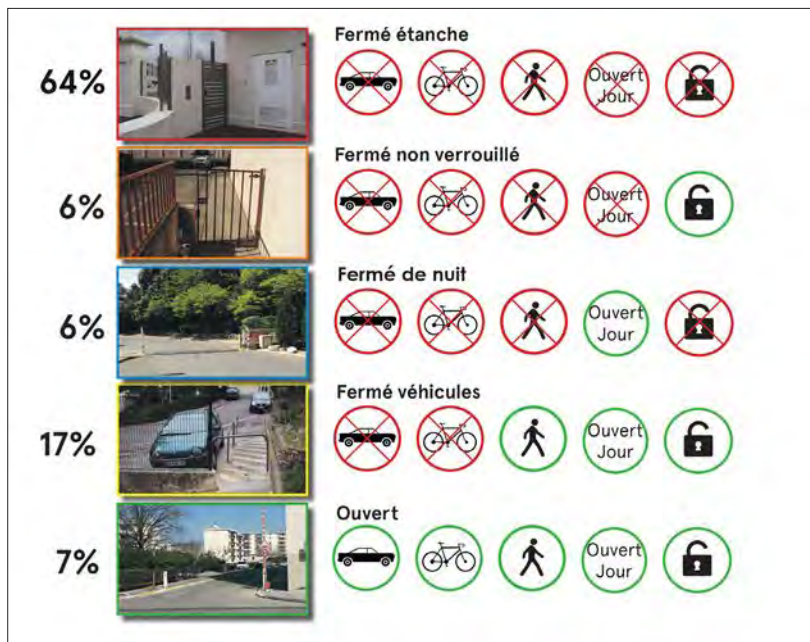 Fermé étanche
64%
Ouvert
Jour
Fermé non verrouillé
6%
Ouvert
Jour
Fermé de nuit
6%
Ouvert
Jour
Fermé véhicules
17%
Ouvert
Jour
Ouvert
7%
Ouvert
Jour